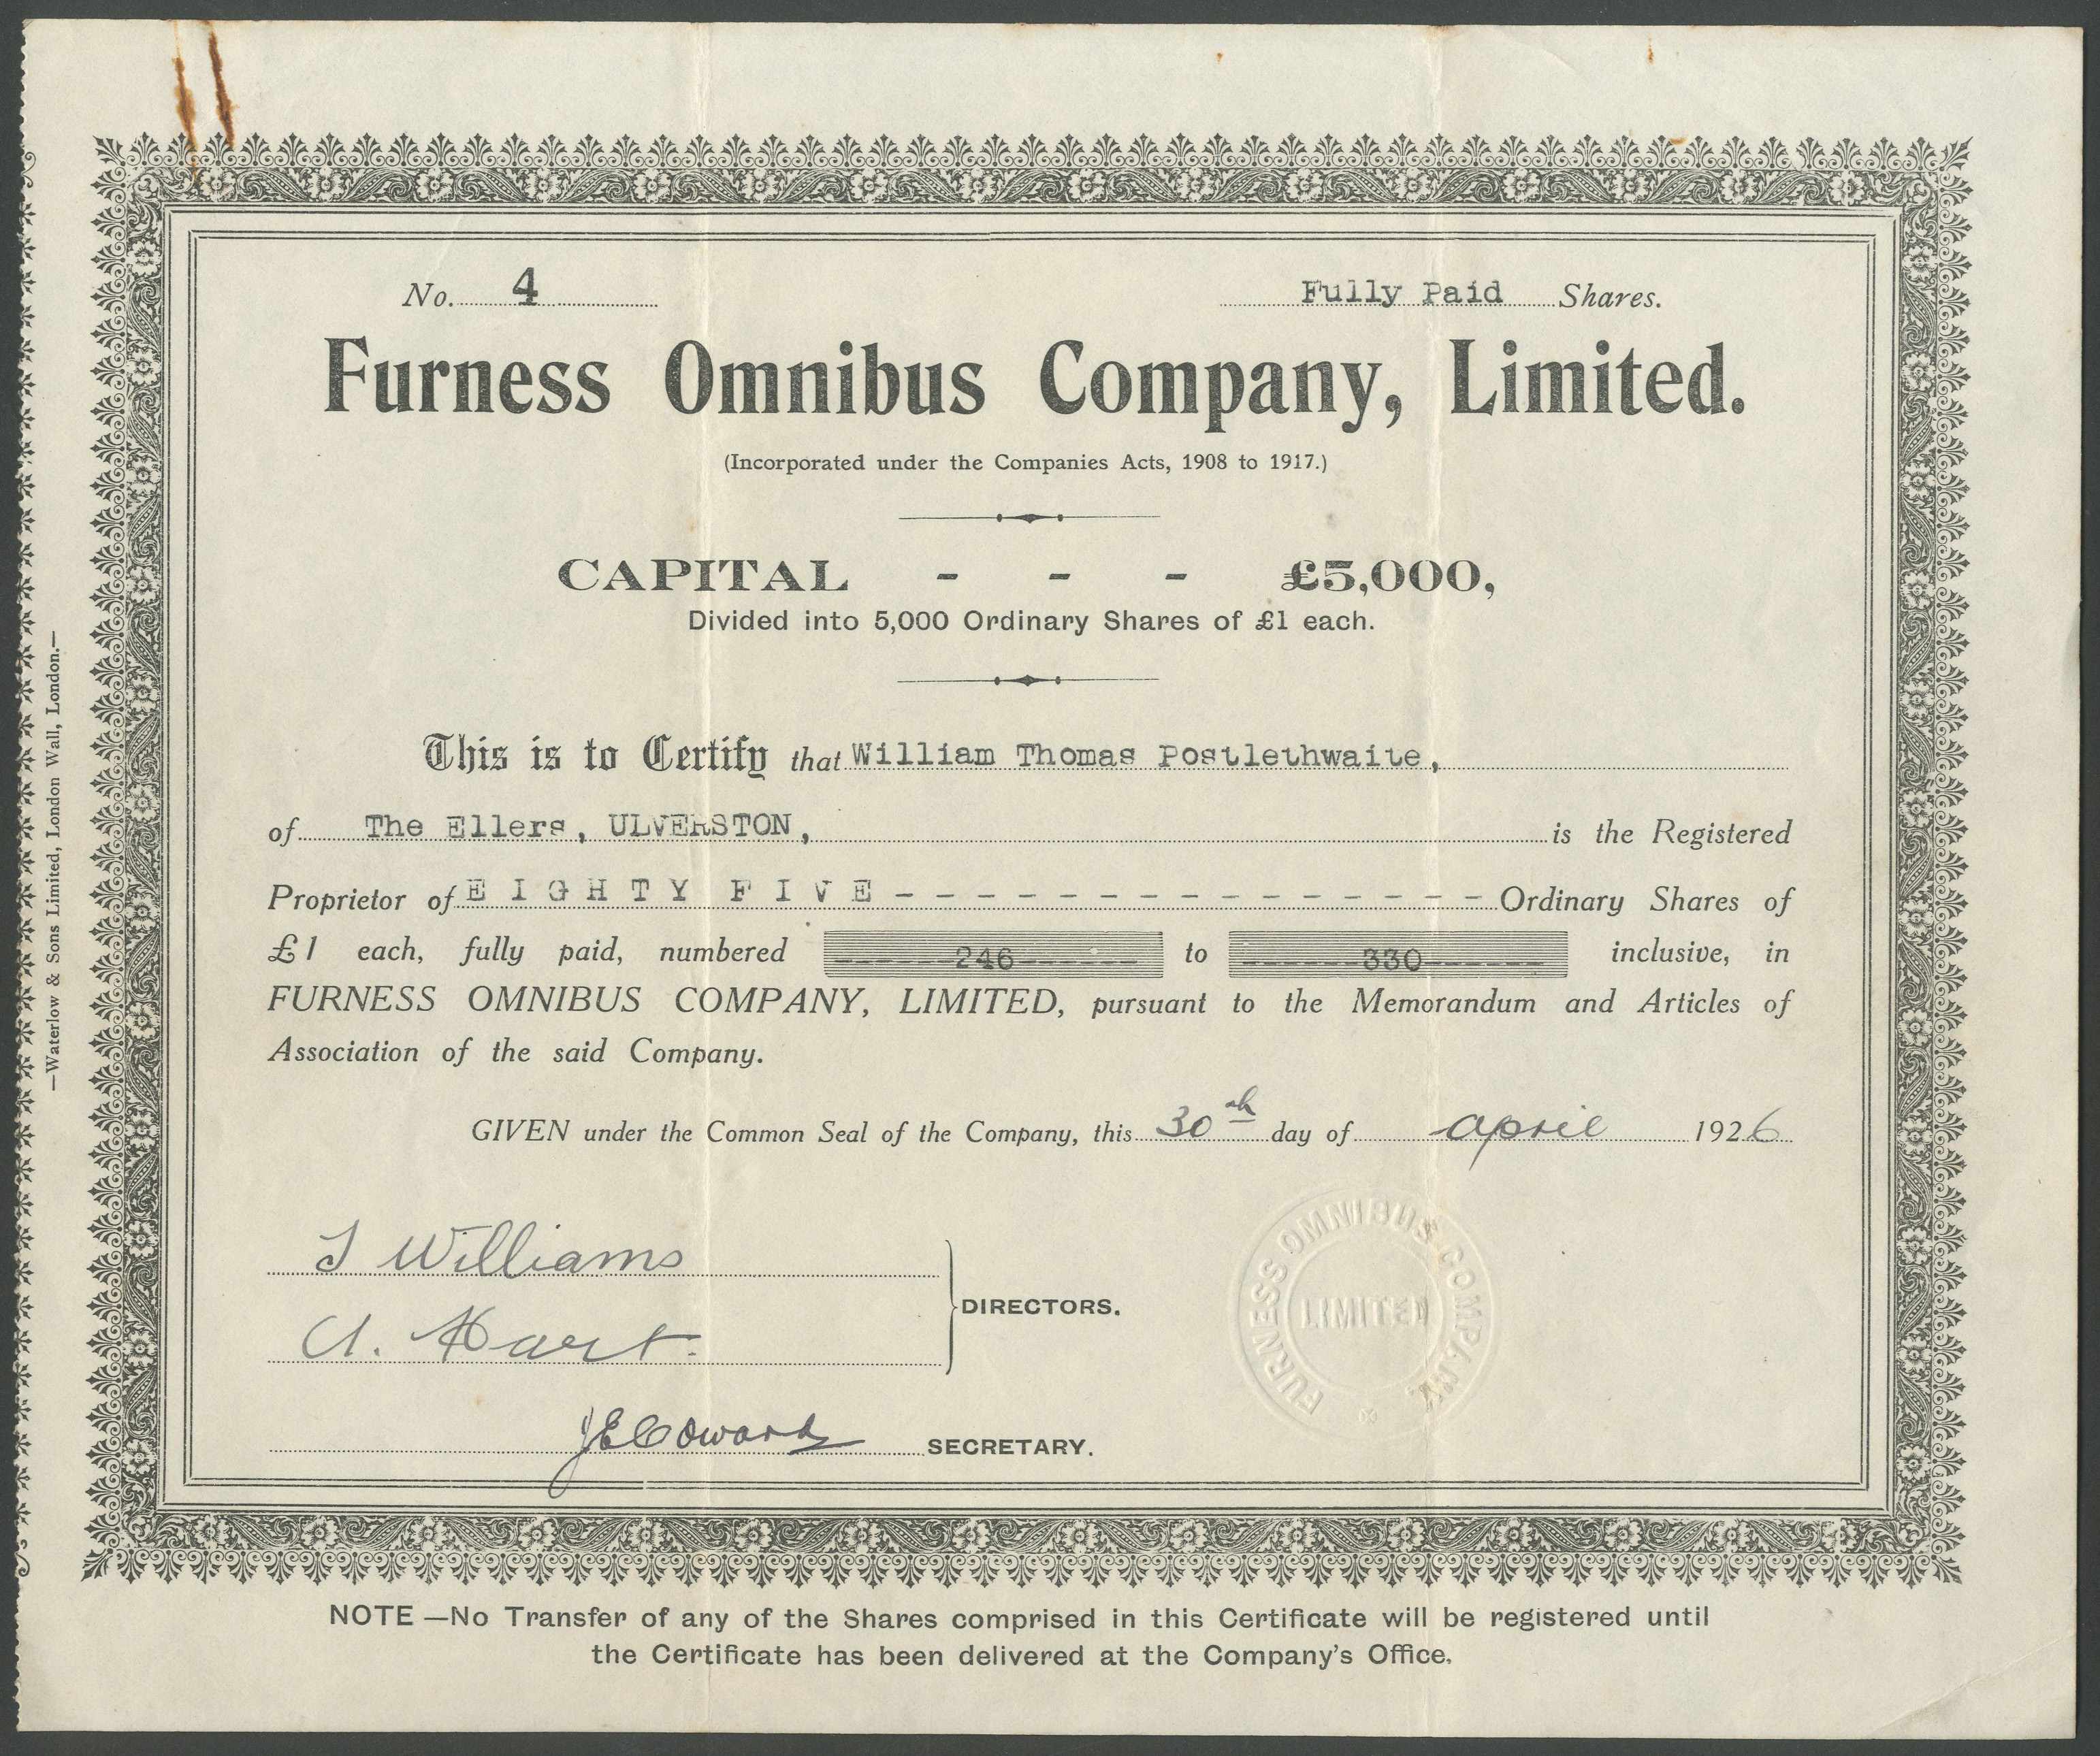 No. 4 Fully Paid Shares.
Furness Omnibus Company, Limited.
(Incorporated under the Companies Acts, 1908 to 1917.)
CAPITAL - - - £5,000,
Divided into 5,000 Ordinary Shares of £1 each.
This is to Certify that William Thomas Postlethwaite,
of The Ellers, ULVERSTON, is the Registered
Proprietor of EIGHTY FIVE - - - - - - - - - - - - - - - - Ordinary Shares of
£1 each, fully paid, numbered 246 to 330 inclusive, in
FURNESS OMNIBUS COMPANY, LIMITED, pursuant to the Memorandum and Articles of
Association of the said Company.
GIVEN under the Common Seal of the Company, this 30th day of april 1926
J Williams
A. Hart.
DIRECTORS.
FURNESS OMNIBUS COMPANY
LIMITED
JECoward SECRETARY.
NOTE —No Transfer of any of the Shares comprised in this Certificate will be registered until
the Certificate has been delivered at the Company's Office.
—Waterlow & Sons Limited, London Wall, London.—